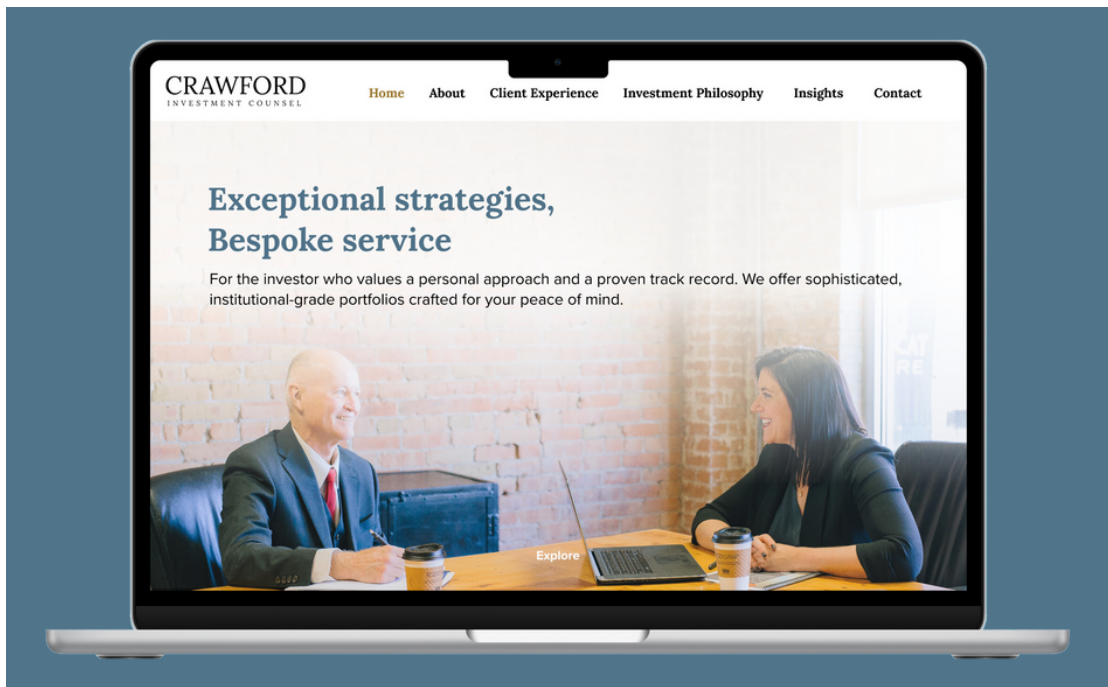 CRAWFORD
INVESTMENT COUNSEL
Home About Client Experience Investment Philosophy Insights Contact
Exceptional strategies,
Bespoke service
For the investor who values a personal approach and a proven track record. We offer sophisticated,
institutional-grade portfolios crafted for your peace of mind.
CAT
RE
Explore